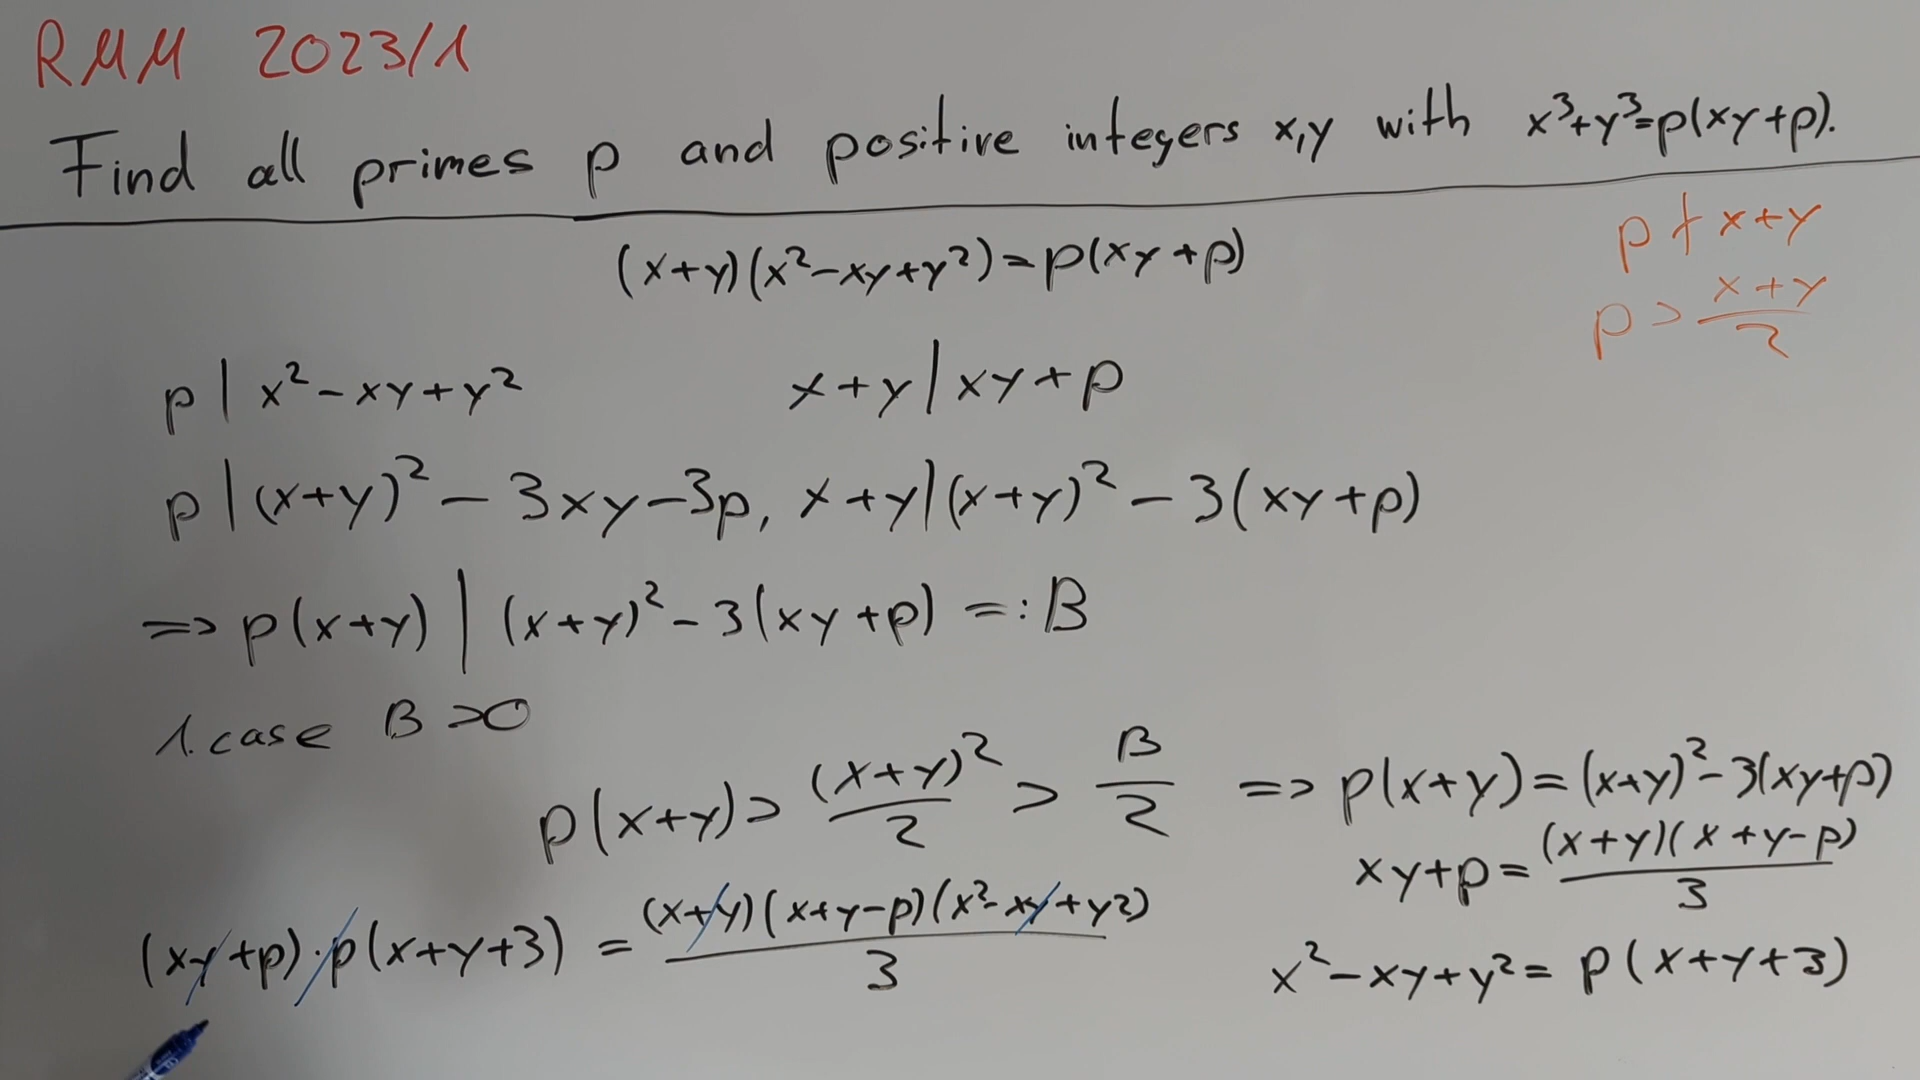 RMM 2023/1
Find all primes p and positive integers x,y with x³+y³=p(xy+p).
p ∤ x+y
(x+y)(x²-xy+y²)=p(xy+p)
p > (x+y)/2
p | x²-xy+y²    x+y | xy+p
p | (x+y)² - 3xy-3p, x+y | (x+y)² - 3(xy+p)
=> p(x+y) | (x+y)² - 3(xy+p) =: B
1. case B>0
p(x+y) > (x+y)²/2 > B/2 => p(x+y) = (x+y)² - 3(xy+p)
xy+p = (x+y)(x+y-p)/3
(xy+p)·p(x+y+3) = (x+y)(x+y-p)(x²-xy+y²)/3
x²-xy+y² = p(x+y+3)